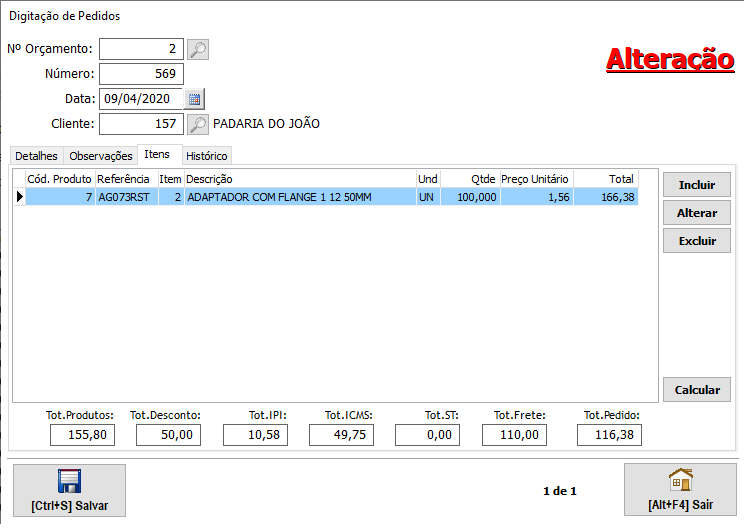 Digitação de Pedidos
Nº Orçamento: 2
Alteração
Número: 569
Data: 09/04/2020
Cliente: 157 PADARIA DO JOÃO
Detalhes Observações Itens Histórico
Cód. Produto Referência Item Descrição Und Qtde Preço Unitário Total
7 AG073RST 2 ADAPTADOR COM FLANGE 1 12 50MM UN 100,000 1,56 166,38
Incluir
Alterar
Excluir
Calcular
Tot.Produtos: Tot.Desconto: Tot.IPI: Tot.ICMS: Tot.ST: Tot.Frete: Tot.Pedido:
155,80 50,00 10,58 49,75 0,00 110,00 116,38
[Ctrl+S] Salvar
1 de 1
[Alt+F4] Sair